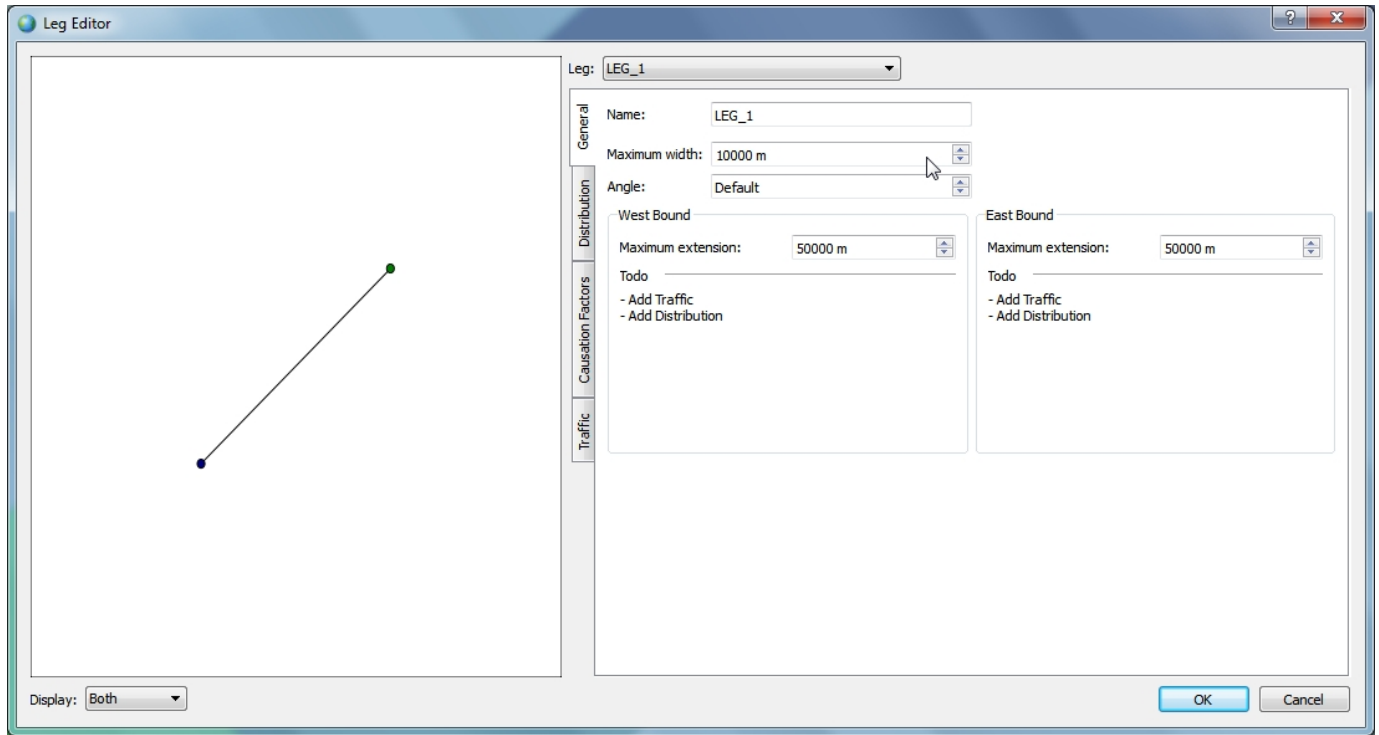 Leg Editor
Leg: LEG_1
General
Distribution
Causation Factors
Traffic
Name: LEG_1
Maximum width: 10000 m
Angle: Default
West Bound
Maximum extension: 50000 m
Todo
- Add Traffic
- Add Distribution
East Bound
Maximum extension: 50000 m
Todo
- Add Traffic
- Add Distribution
Display: Both
OK Cancel